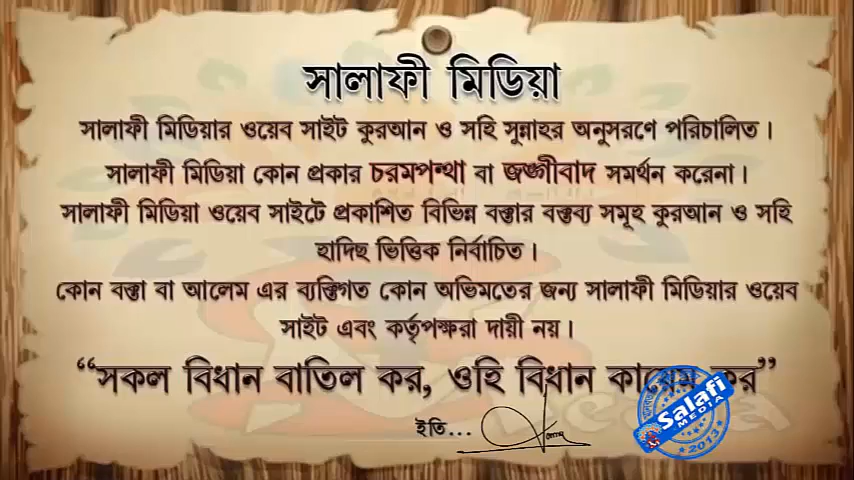 সালাফী মিডিয়া
সালাফী মিডিয়ার ওয়েব সাইট কুরআন ও সহি সুন্নাহর অনুসরণে পরিচালিত।
সালাফী মিডিয়া কোন প্রকার চরমপন্থা বা জঙ্গীবাদ সমর্থন করেনা।
সালাফী মিডিয়া ওয়েব সাইটে প্রকাশিত বিভিন্ন বক্তার বক্তব্য সমূহ কুরআন ও সহি
হাদিছ ভিত্তিক নির্বাচিত।
কোন বক্তা বা আলেম এর ব্যক্তিগত কোন অভিমতের জন্য সালাফী মিডিয়ার ওয়েব
সাইট এবং কর্তৃপক্ষরা দায়ী নয়।
“সকল বিধান বাতিল কর, ওহি বিধান কায়েম কর”
ইতি...
Salafi
MEDIA
2013